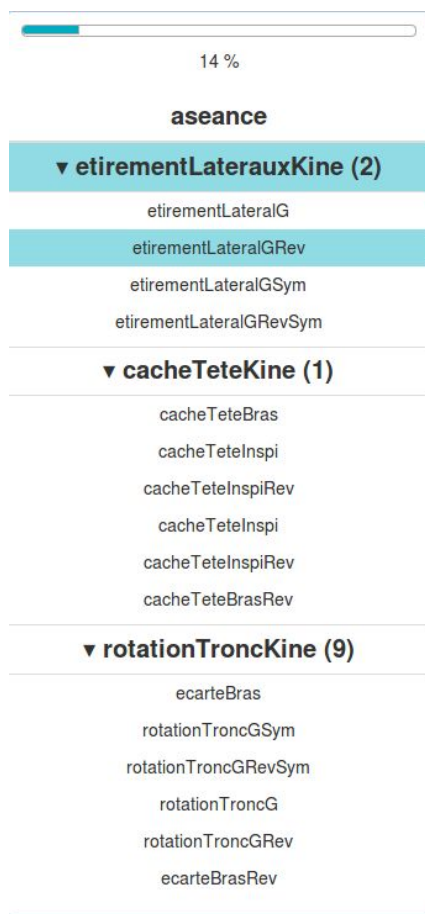 14 %
aseance
▾ etirementLaterauxKine (2)
etirementLateralG
etirementLateralGRev
etirementLateralGSym
etirementLateralGRevSym
▾ cacheTeteKine (1)
cacheTeteBras
cacheTeteInspi
cacheTeteInspiRev
cacheTeteInspi
cacheTeteInspiRev
cacheTeteBrasRev
▾ rotationTroncKine (9)
ecarteBras
rotationTroncGSym
rotationTroncGRevSym
rotationTroncG
rotationTroncGRev
ecarteBrasRev